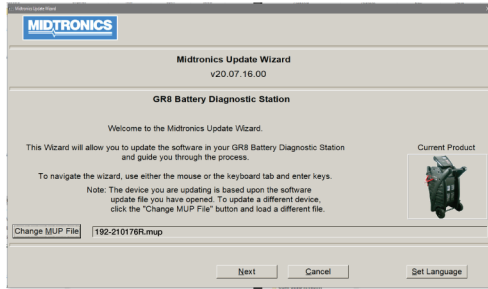 Midtronics Update Wizard
MIDTRONICS
Midtronics Update Wizard
v20.07.16.00
GR8 Battery Diagnostic Station
Welcome to the Midtronics Update Wizard.
This Wizard will allow you to update the software in your GR8 Battery Diagnostic Station
and guide you through the process.
Current Product
To navigate the wizard, use either the mouse or the keyboard tab and enter keys.
Note: The device you are updating is based upon the software
update file you have opened. To update a different device,
click the "Change MUP File" button and load a different file.
Change MUP File 192-210176R.mup
Next Cancel Set Language